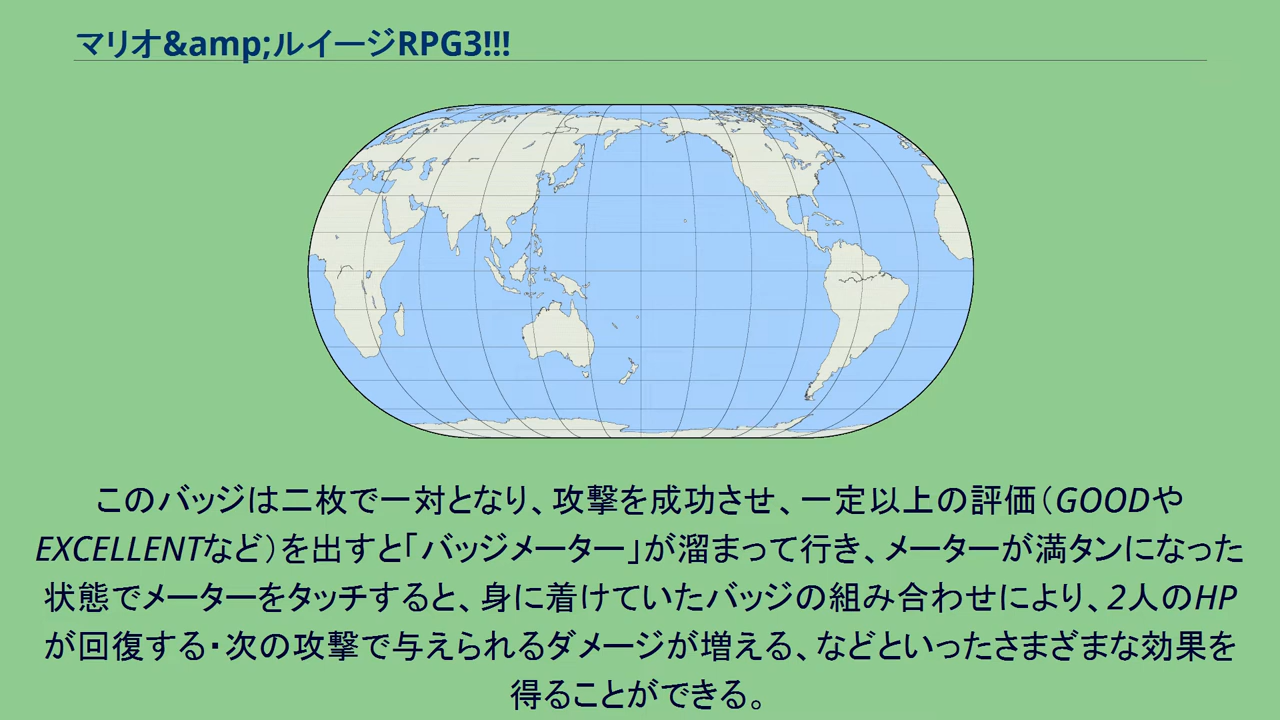 マリオ&amp;ルイージRPG3!!!
このバッジは二枚で一対となり、攻撃を成功させ、一定以上の評価（GOODや
EXCELLENTなど）を出すと「バッジメーター」が溜まって行き、メーターが満タンになった
状態でメーターをタッチすると、身に着けていたバッジの組み合わせにより、2人のHP
が回復する・次の攻撃で与えられるダメージが増える、などといったさまざまな効果を
得ることができる。